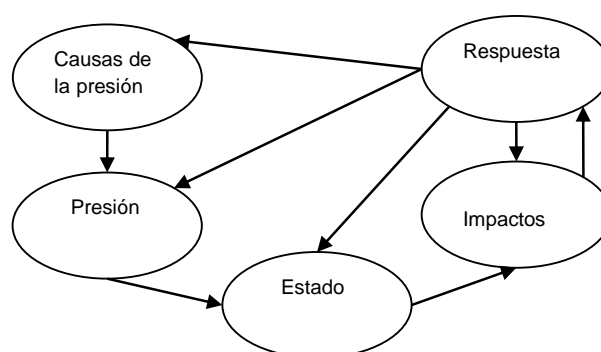 Causas de
la presión
Respuesta
Presión
Impactos
Estado